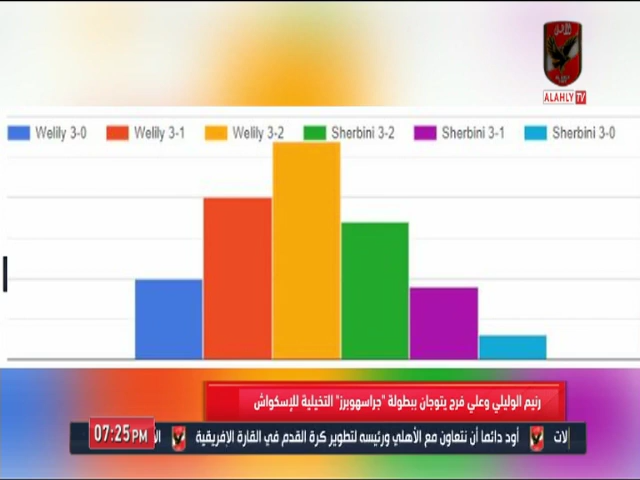 ALAHLY TV
Welily 3-0 Welily 3-1 Welily 3-2 Sherbini 3-2 Sherbini 3-1 Sherbini 3-0
رنيم الوليلي وعلي فرج يتوجان ببطولة "جراسهوبرز" التخيلية للإسكواش
لات أود دائما أن نتعاون مع الأهلي ورئيسه لتطوير كرة القدم في القارة الإفريقية
07:25 PM